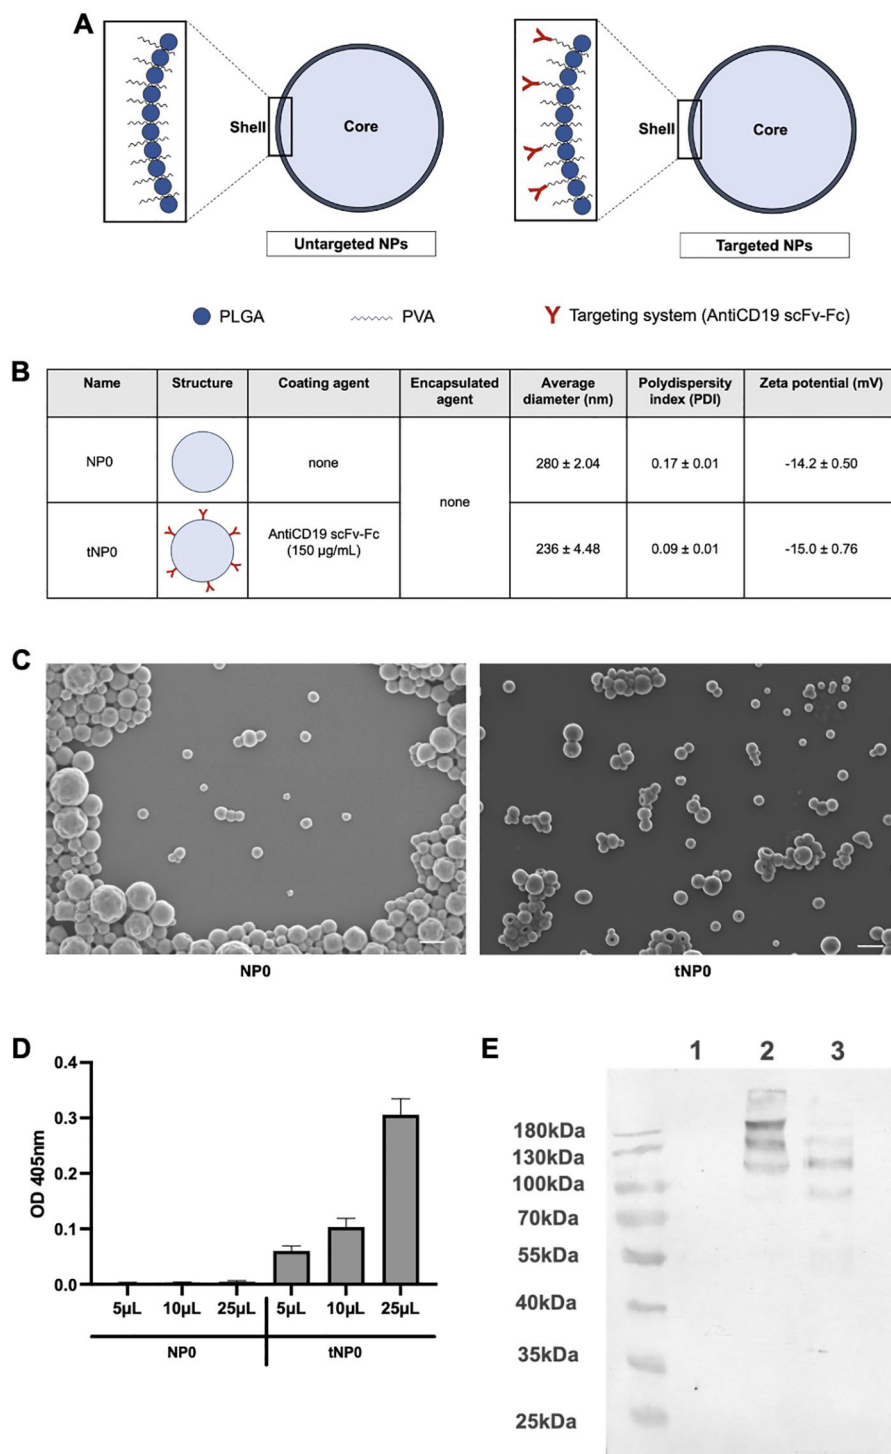 A
Shell
Core
Shell
Core
Untargeted NPs
Targeted NPs
PLGA
PVA
Targeting system (AntiCD19 scFv-Fc)
B
Name
Structure
Coating agent
Encapsulated
agent
Average
diameter (nm)
Polydispersity
index (PDI)
Zeta potential (mV)
NP0
none
none
280 ± 2.04
0.17 ± 0.01
-14.2 ± 0.50
tNP0
AntiCD19 scFv-Fc
(150 µg/mL)
236 ± 4.48
0.09 ± 0.01
-15.0 ± 0.76
C
NP0
tNP0
D
OD 405nm
0.4
0.3
0.2
0.1
0.0
5µL 10µL 25µL 5µL 10µL 25µL
NP0
tNP0
E
1 2 3
180kDa
130kDa
100kDa
70kDa
55kDa
40kDa
35kDa
25kDa